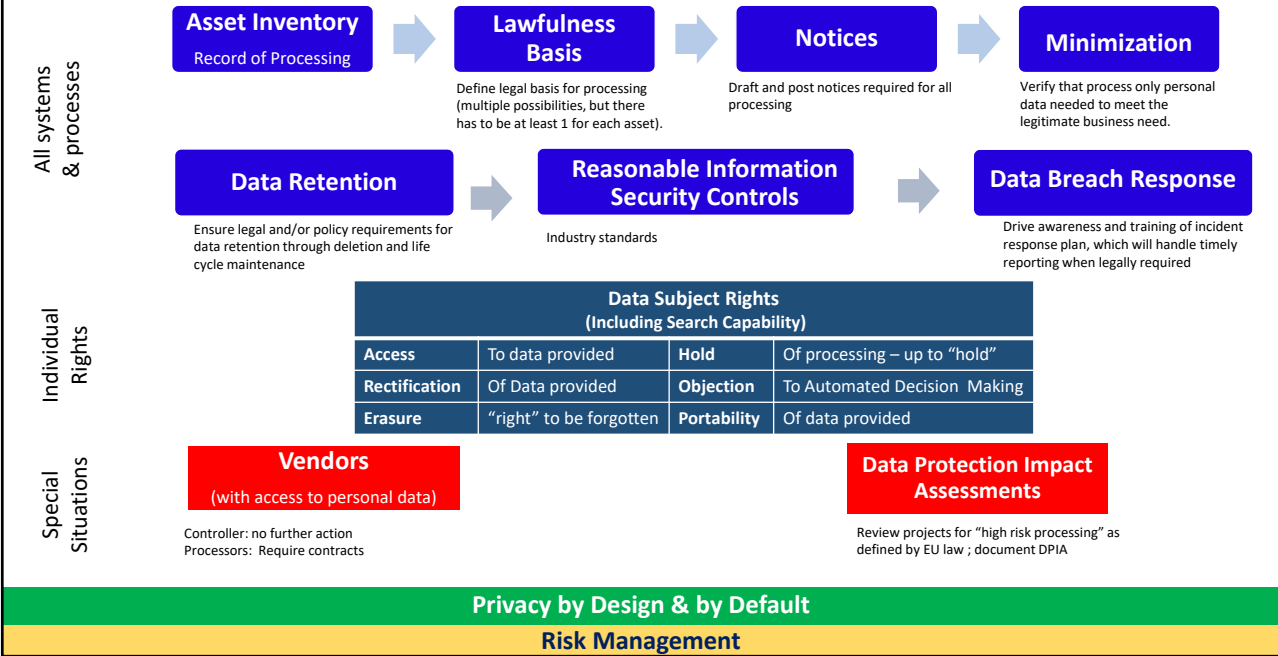 All systems
& processes
Asset Inventory
Record of Processing
Lawfulness
Basis
Define legal basis for processing
(multiple possibilities, but there
has to be at least 1 for each asset).
Notices
Draft and post notices required for all
processing
Minimization
Verify that process only personal
data needed to meet the
legitimate business need.
Data Retention
Ensure legal and/or policy requirements for
data retention through deletion and life
cycle maintenance
Reasonable Information
Security Controls
Industry standards
Data Breach Response
Drive awareness and training of incident
response plan, which will handle timely
reporting when legally required
Individual
Rights
Data Subject Rights
(Including Search Capability)
Access To data provided Hold Of processing – up to “hold”
Rectification Of Data provided Objection To Automated Decision  Making
Erasure “right” to be forgotten Portability Of data provided
Special
Situations
Vendors
(with access to personal data)
Controller: no further action
Processors:  Require contracts
Data Protection Impact
Assessments
Review projects for “high risk processing” as
defined by EU law ; document DPIA
Privacy by Design & by Default
Risk Management